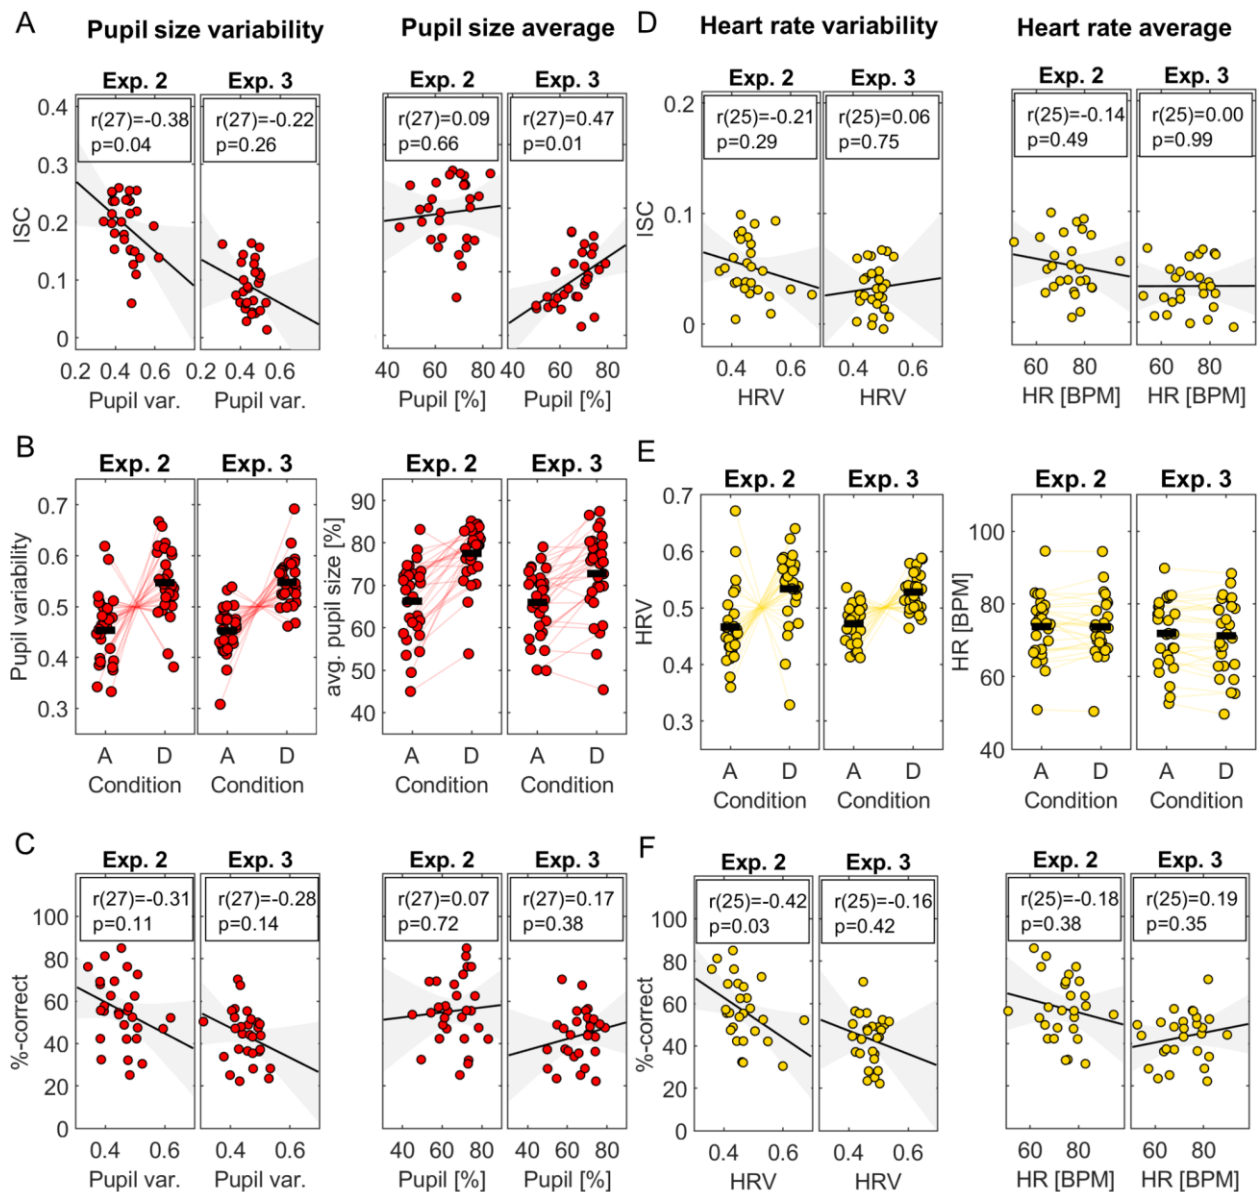 A Pupil size variability Pupil size average D Heart rate variability Heart rate average
Exp. 2 Exp. 3 Exp. 2 Exp. 3 Exp. 2 Exp. 3 Exp. 2 Exp. 3
0.4 0.2
r(27)=-0.38 r(27)=-0.22 r(27)=0.09 r(27)=0.47 r(25)=-0.21 r(25)=0.06 r(25)=-0.14 r(25)=0.00
p=0.04 p=0.26 p=0.66 p=0.01 p=0.29 p=0.75 p=0.49 p=0.99
0.3
ISC 0.2 ISC 0.1
0.1
0 0
0.2 0.4 0.6 0.2 0.4 0.6 40 60 80 40 60 80 0.4 0.6 0.4 0.6 60 80 60 80
Pupil var. Pupil var. Pupil [%] Pupil [%] HRV HRV HR [BPM] HR [BPM]
B Exp. 2 Exp. 3 Exp. 2 Exp. 3 E Exp. 2 Exp. 3 Exp. 2 Exp. 3
0.7 90 0.7
100
80 0.6
0.6
Pupil variability avg. pupil size [%] 70 HRV HR [BPM] 80
0.5 60 0.5
0.4 50 0.4 60
0.3 40 0.3 40
A D A D A D A D A D A D A D A D
Condition Condition Condition Condition Condition Condition Condition Condition
C Exp. 2 Exp. 3 Exp. 2 Exp. 3 F Exp. 2 Exp. 3 Exp. 2 Exp. 3
r(27)=-0.31 r(27)=-0.28 r(27)=0.07 r(27)=0.17 r(25)=-0.42 r(25)=-0.16 r(25)=-0.18 r(25)=0.19
100 p=0.11 p=0.14 p=0.72 p=0.38 100 p=0.03 p=0.42 p=0.38 p=0.35
80 80
%-correct 60 %-correct 60
40 40
20 20
0 0
0.4 0.6 0.4 0.6 40 60 80 40 60 80 0.4 0.6 0.4 0.6 60 80 60 80
Pupil var. Pupil var. Pupil [%] Pupil [%] HRV HRV HR [BPM] HR [BPM]